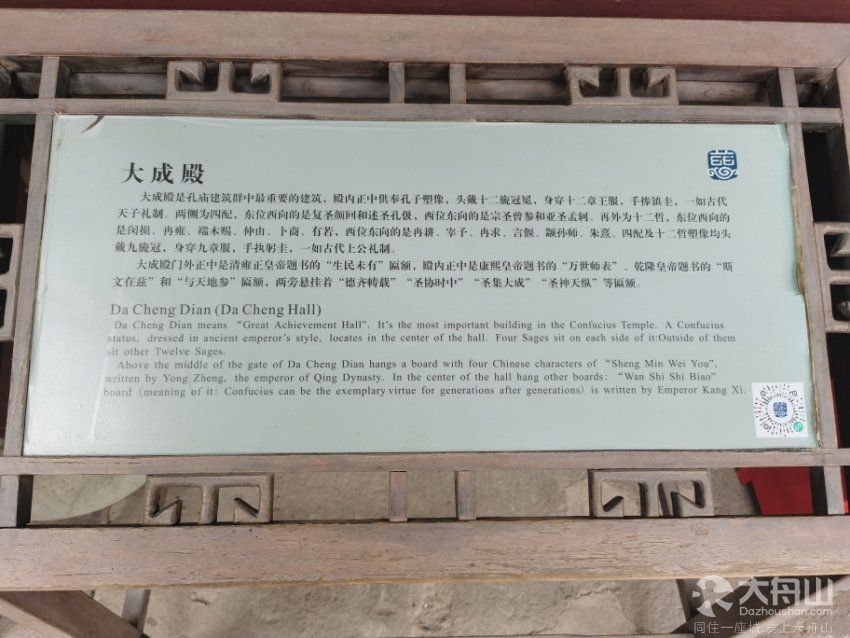 大成殿
大成殿是孔庙建筑群中最重要的建筑,殿内正中供奉孔子塑像,头戴十二旒冠冕,身穿十二章王服,手捧镇圭,一如古代
天子礼制。两侧为四配,东位西向的是复圣颜回和述圣孔伋,西位东向的是宗圣曾参和亚圣孟轲。再外为十二哲,东位西向的
是闵损、冉雍、端木赐、仲由、卜商、有若,西位东向的是冉耕、宰予、冉求、言偃、颛孙师、朱熹。四配及十二哲塑像均头
戴九旒冠,身穿九章服,手执躬圭,一如古代上公礼制。
大成殿门外正中是清雍正皇帝题书的“生民未有”匾额,殿内正中是康熙皇帝题书的“万世师表”、乾隆皇帝题书的“斯
文在兹”和“与天地参”匾额,两旁悬挂着“德齐帱载”“圣协时中”“圣集大成”“圣神天纵”等匾额。
Da Cheng Dian (Da Cheng Hall)
Da Cheng Dian means “Great Achievement Hall”. It's the most important building in the Confucius Temple. A Confucius
status, dressed in ancient emperor's style, locates in the center of the hall. Four Sages sit on each side of it:Outside of them
sit other Twelve Sages.
Above the middle of the gate of Da Cheng Dian hangs a board with four Chinese characters of “Sheng Min Wei You”,
written by Yong Zheng, the emperor of Qing Dynasty. In the center of the hall hang other boards: “Wan Shi Shi Biao”
board (meaning of it: Confucius can be the exemplary virtue for generations after generations) is written by Emperor Kang Xi.
大舟山
Dazhoushan.com
同住一座城 爱上大舟山